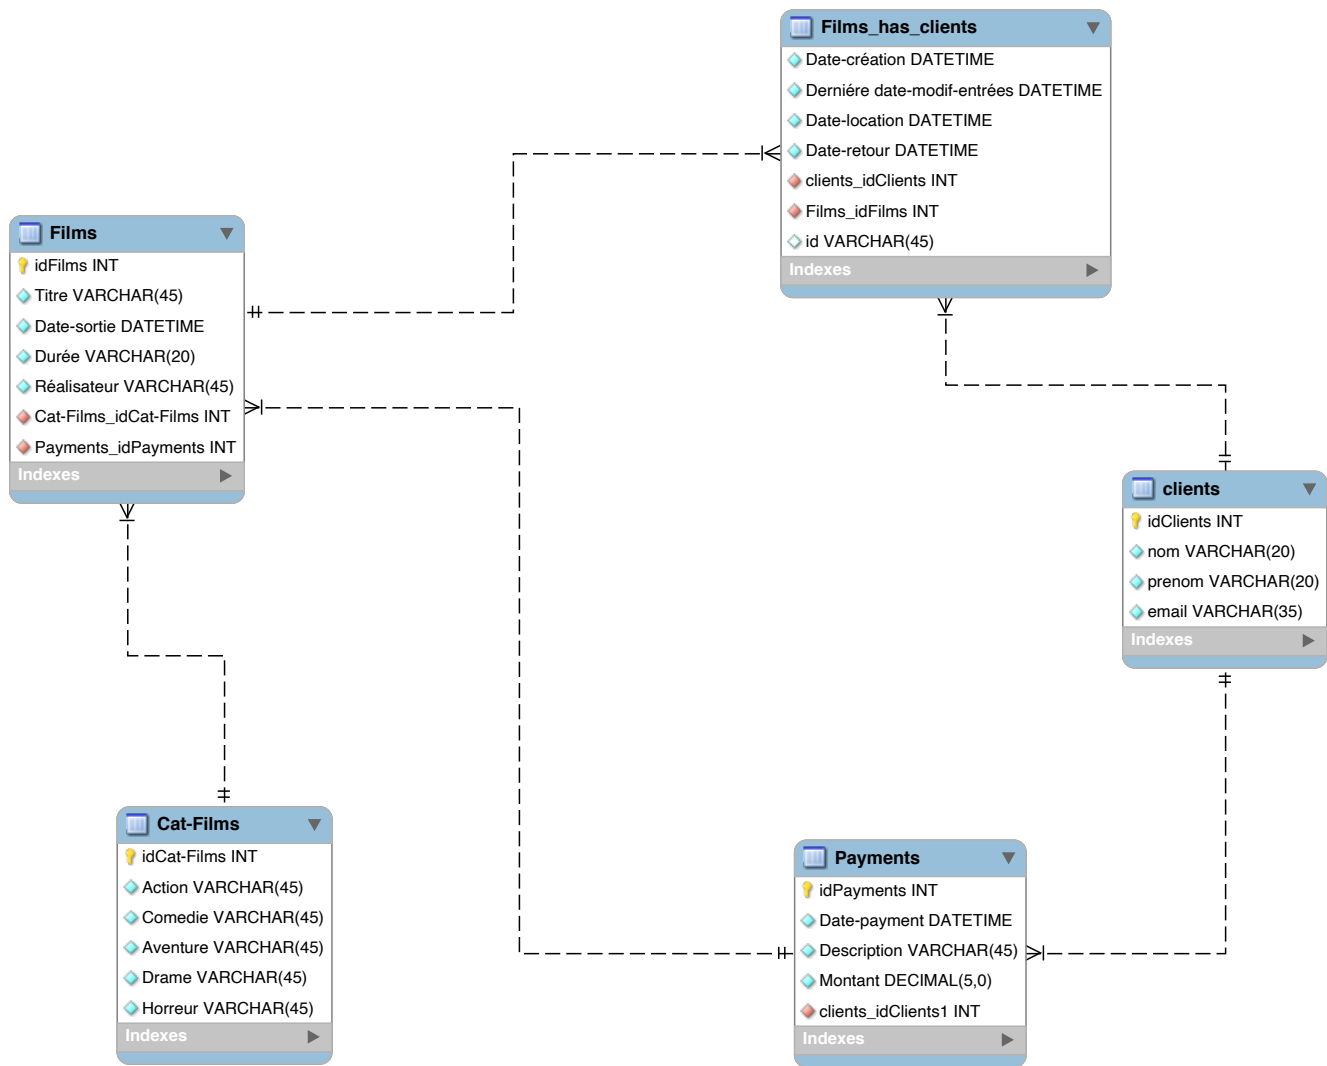 Films_has_clients
Date-création DATETIME
Derniére date-modif-entrées DATETIME
Date-location DATETIME
Date-retour DATETIME
clients_idClients INT
Films_idFilms INT
id VARCHAR(45)
Indexes
Films
idFilms INT
Titre VARCHAR(45)
Date-sortie DATETIME
Durée VARCHAR(20)
Réalisateur VARCHAR(45)
Cat-Films_idCat-Films INT
Payments_idPayments INT
Indexes
clients
idClients INT
nom VARCHAR(20)
prenom VARCHAR(20)
email VARCHAR(35)
Indexes
Cat-Films
idCat-Films INT
Action VARCHAR(45)
Comedie VARCHAR(45)
Aventure VARCHAR(45)
Drame VARCHAR(45)
Horreur VARCHAR(45)
Indexes
Payments
idPayments INT
Date-payment DATETIME
Description VARCHAR(45)
Montant DECIMAL(5,0)
clients_idClients1 INT
Indexes